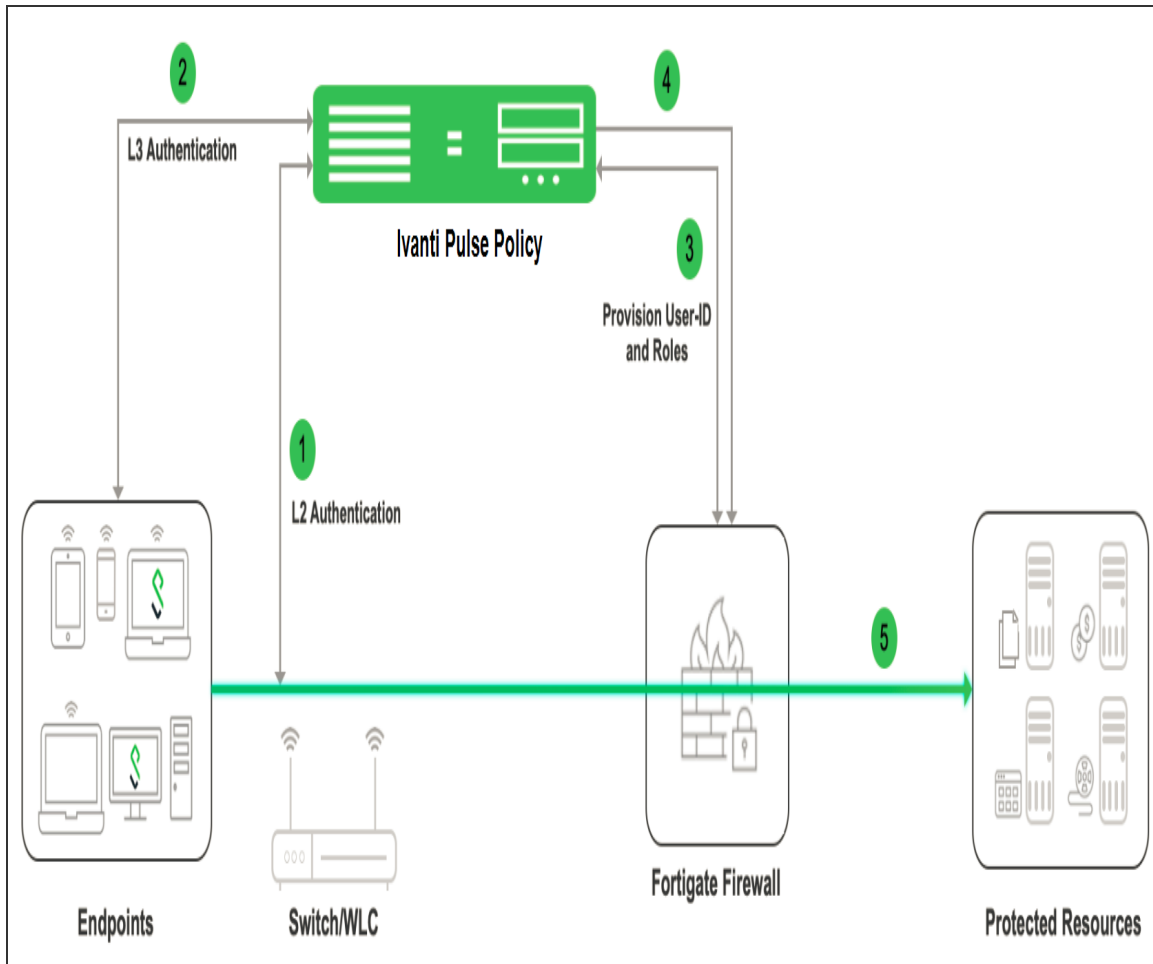 2
4
L3 Authentication
Ivanti Pulse Policy
3
Provision User-ID
and Roles
1
L2 Authentication
5
$
$
Endpoints
Switch/WLC
Fortigate Firewall
Protected Resources